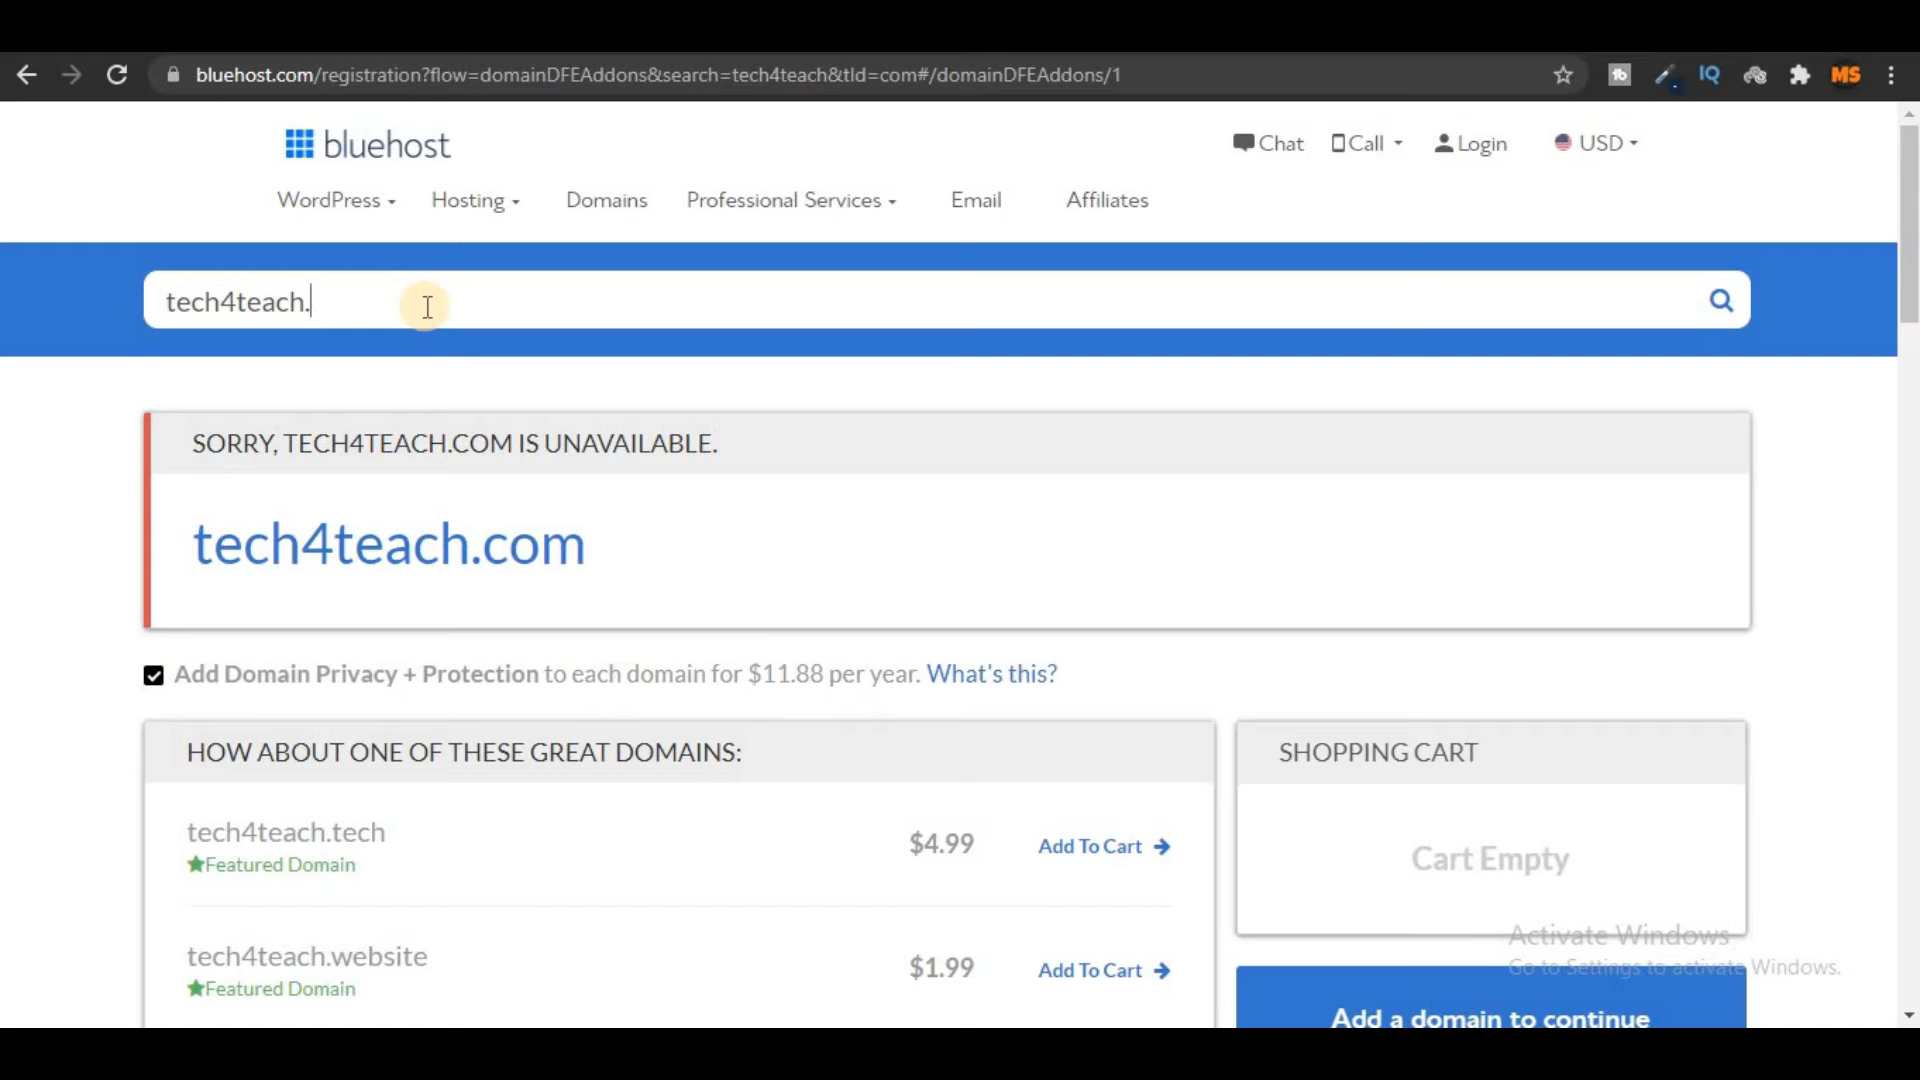 bluehost.com/registration?flow=domainDFEAddons&search=tech4teach&tld=com#/domainDFEAddons/1
tb
IQ
MS
bluehost
Chat Call Login USD
WordPress Hosting Domains Professional Services Email Affiliates
tech4teach.
SORRY, TECH4TEACH.COM IS UNAVAILABLE.
tech4teach.com
Add Domain Privacy + Protection to each domain for $11.88 per year. What's this?
HOW ABOUT ONE OF THESE GREAT DOMAINS:
SHOPPING CART
tech4teach.tech
Featured Domain
$4.99 Add To Cart
Cart Empty
tech4teach.website
Featured Domain
$1.99 Add To Cart
Activate Windows
Go to Settings to activate Windows.
Add a domain to continue